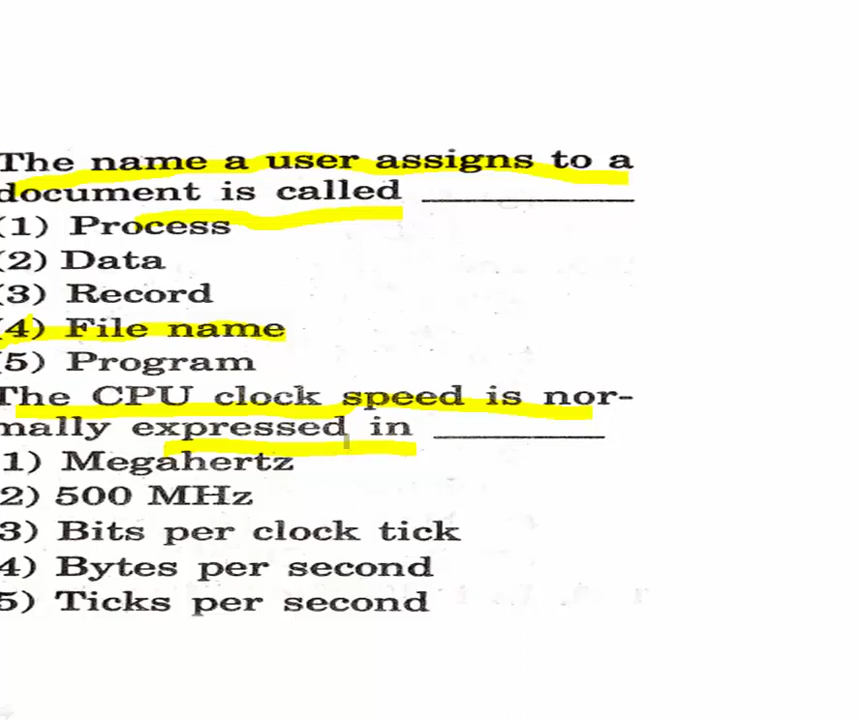 The name a user assigns to a
document is called ________
(1) Process
(2) Data
(3) Record
(4) File name
(5) Program
The CPU clock speed is nor-
mally expressed in ________
1) Megahertz
2) 500 MHz
3) Bits per clock tick
4) Bytes per second
5) Ticks per second